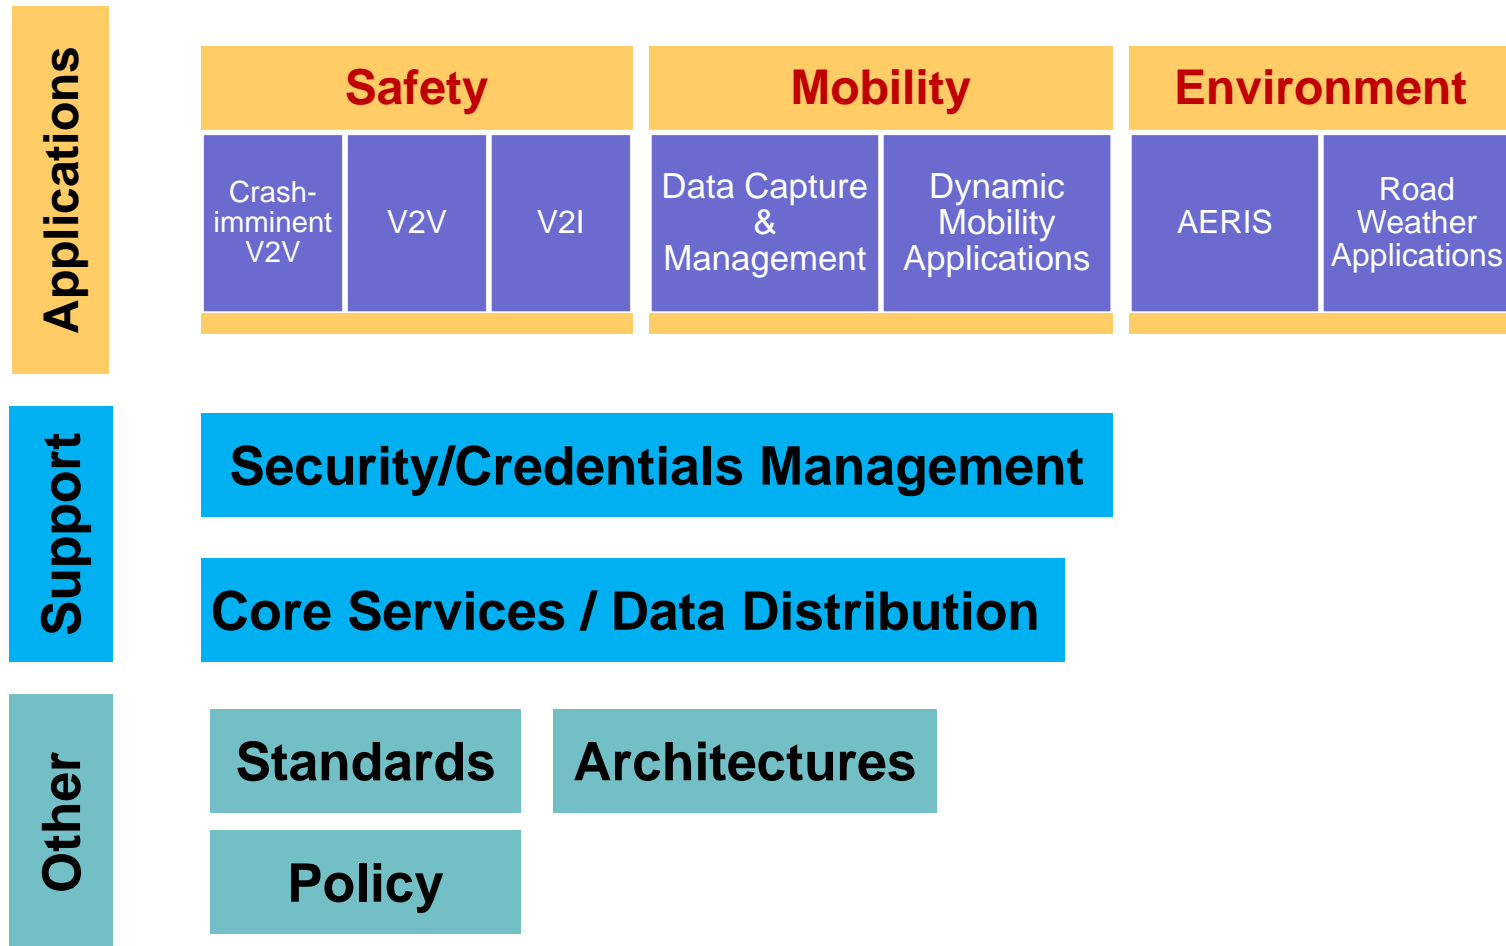 Applications
Safety
Mobility
Environment
Crash-
imminent
V2V
V2V
V2I
Data Capture
&
Management
Dynamic
Mobility
Applications
AERIS
Road
Weather
Applications
Support
Security/Credentials Management
Core Services / Data Distribution
Other
Standards
Architectures
Policy